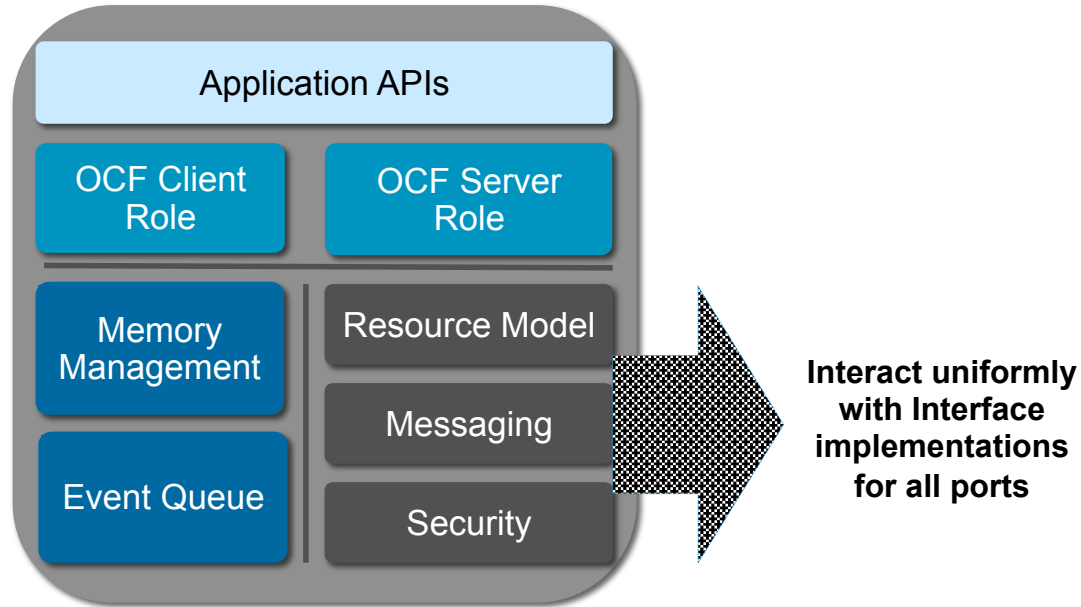 Application APIs
OCF Client
Role
OCF Server
Role
Memory
Management
Event Queue
Resource Model
Messaging
Security
Interact uniformly
with Interface
implementations
for all ports